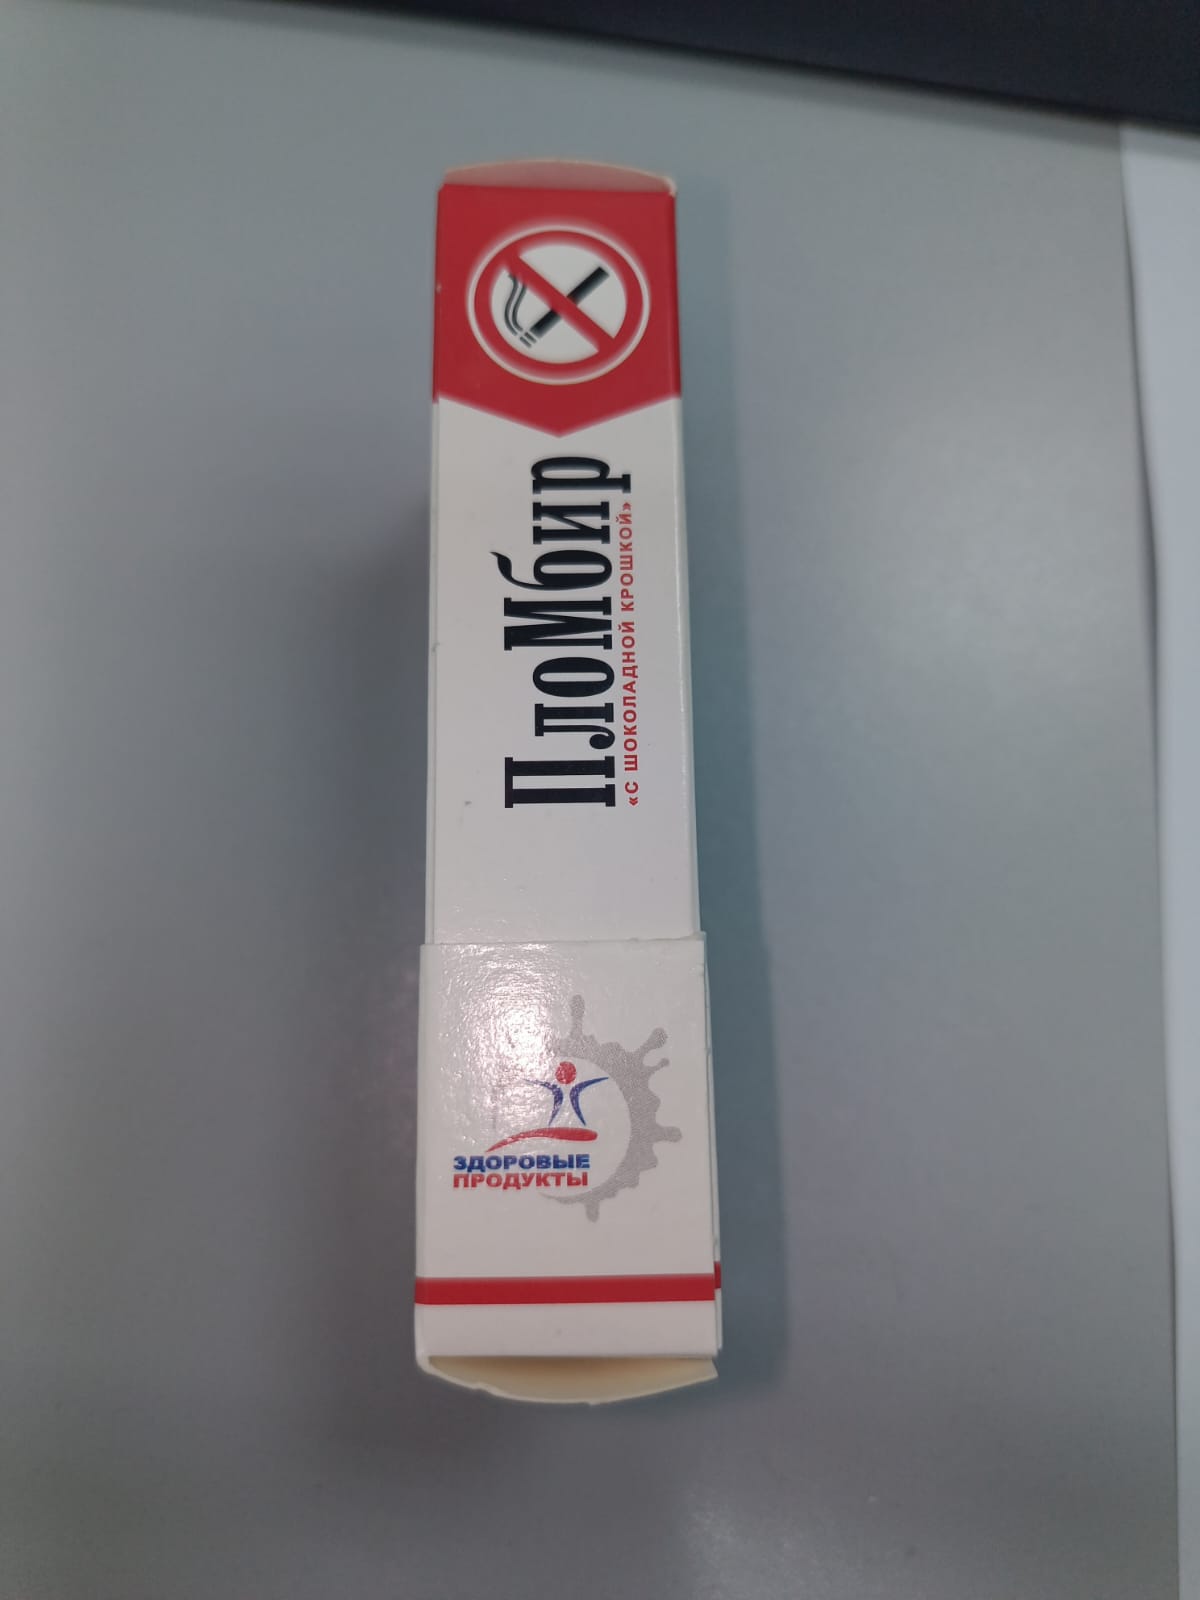 ПлоМбир
«С ШОКОЛАДНОЙ КРОШКОЙ»
ЗДОРОВЫЕ
ПРОДУКТЫ